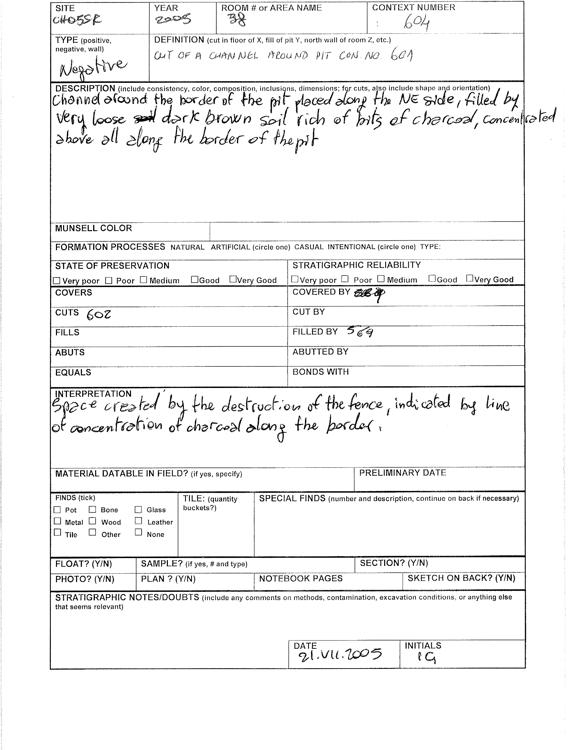 SITE YEAR ROOM # or AREA NAME CONTEXT NUMBER
CH05SR 2005 38 604
TYPE (positive, negative, wall) DEFINITION (cut in floor of X, fill of pit Y, north wall of room Z, etc.)
Negative CUT OF A CHANNEL AROUND PIT CON. NO. 601
DESCRIPTION (include consistency, color, composition, inclusions, dimensions; for cuts, also include shape and orientation)
Channel around the border of the pit placed along the NE side, filled by
very loose dark brown soil rich of bits of charcoal, concentrated
above all along the border of the pit
MUNSELL COLOR
FORMATION PROCESSES NATURAL ARTIFICIAL (circle one) CASUAL INTENTIONAL (circle one) TYPE:
STATE OF PRESERVATION STRATIGRAPHIC RELIABILITY
Very poor Poor Medium Good Very Good Very poor Poor Medium Good Very Good
COVERS COVERED BY
CUTS 602 CUT BY
FILLS FILLED BY 569
ABUTS ABUTTED BY
EQUALS BONDS WITH
INTERPRETATION
Space created by the destruction of the fence, indicated by line
of concentration of charcoal along the border.
MATERIAL DATABLE IN FIELD? (if yes, specify) PRELIMINARY DATE
FINDS (tick) TILE: (quantity buckets?) SPECIAL FINDS (number and description, continue on back if necessary)
Pot Bone Glass
Metal Wood Leather
Tile Other None
FLOAT? (Y/N) SAMPLE? (if yes, # and type) SECTION? (Y/N)
PHOTO? (Y/N) PLAN ? (Y/N) NOTEBOOK PAGES SKETCH ON BACK? (Y/N)
STRATIGRAPHIC NOTES/DOUBTS (include any comments on methods, contamination, excavation conditions, or anything else
that seems relevant)
DATE INITIALS
21.VII.2005 IG